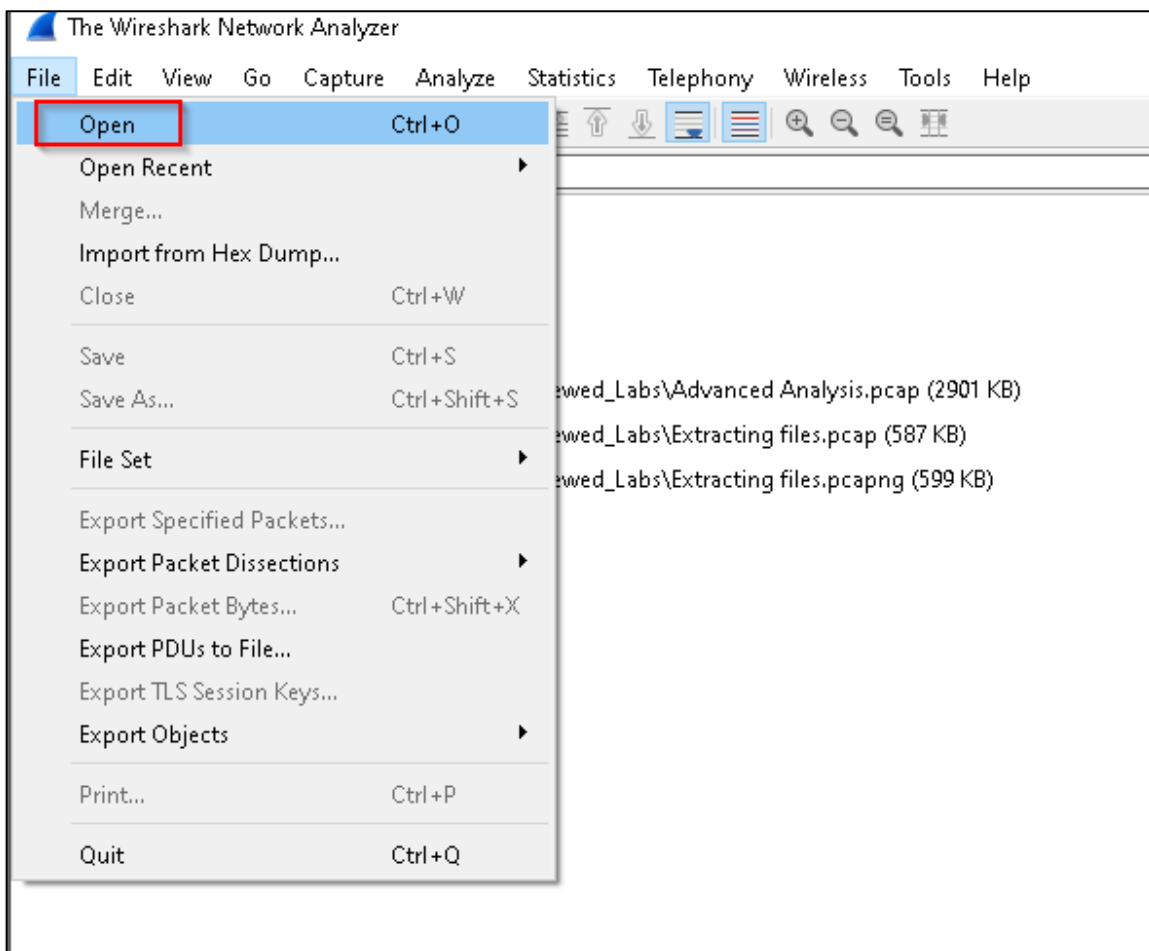 The Wireshark Network Analyzer
File Edit View Go Capture Analyze Statistics Telephony Wireless Tools Help
Open Ctrl+O
Open Recent
Merge...
Import from Hex Dump...
Close Ctrl+W
Save Ctrl+S
Save As... Ctrl+Shift+S
File Set
Export Specified Packets...
Export Packet Dissections
Export Packet Bytes... Ctrl+Shift+X
Export PDUs to File...
Export TLS Session Keys...
Export Objects
Print... Ctrl+P
Quit Ctrl+Q
ewed_Labs\Advanced Analysis.pcap (2901 KB)
ewed_Labs\Extracting files.pcap (587 KB)
ewed_Labs\Extracting files.pcapng (599 KB)